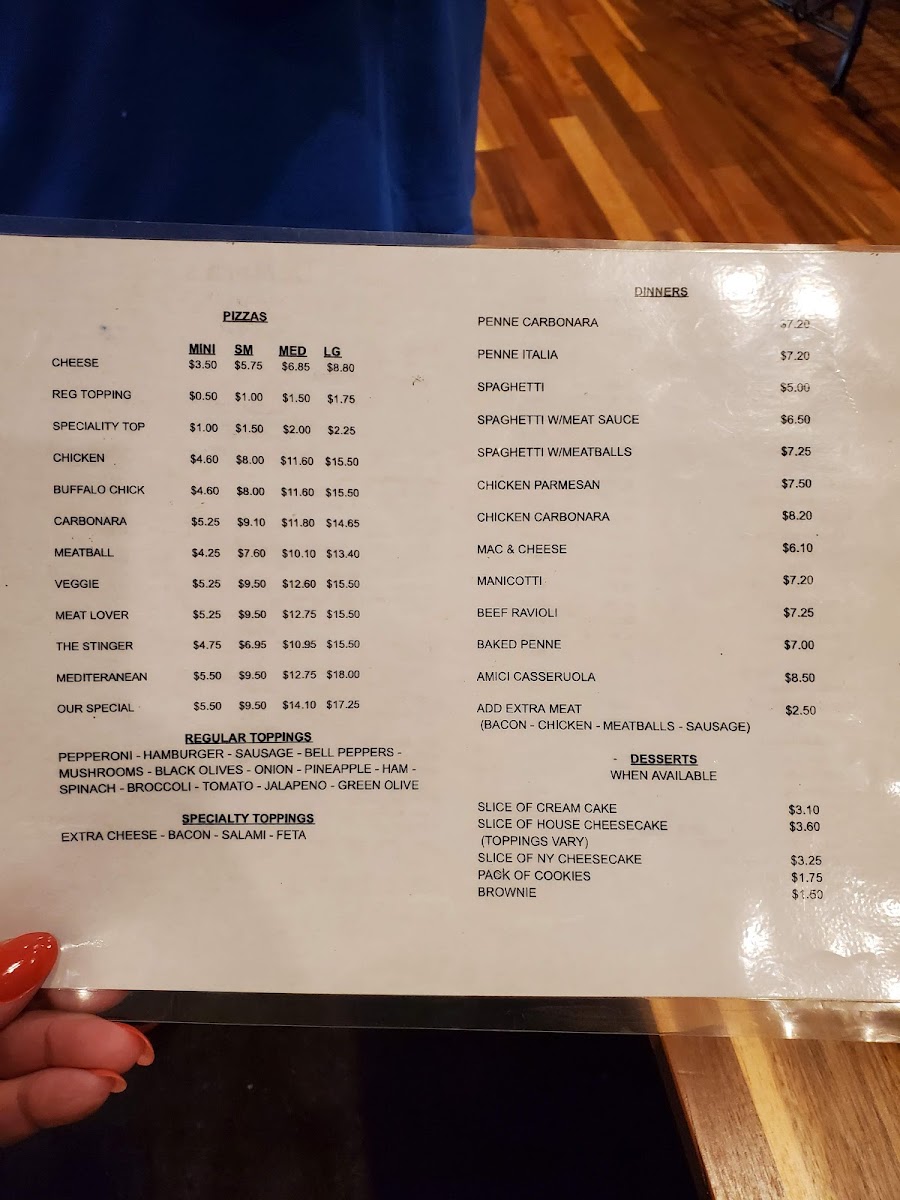 PIZZAS
MINI SM MED LG
CHEESE $3.50 $5.75 $6.85 $8.80
REG TOPPING $0.50 $1.00 $1.50 $1.75
SPECIALITY TOP $1.00 $1.50 $2.00 $2.25
CHICKEN $4.60 $8.00 $11.60 $15.50
BUFFALO CHICK $4.60 $8.00 $11.60 $15.50
CARBONARA $5.25 $9.10 $11.80 $14.65
MEATBALL $4.25 $7.60 $10.10 $13.40
VEGGIE $5.25 $9.50 $12.60 $15.50
MEAT LOVER $5.25 $9.50 $12.75 $15.50
THE STINGER $4.75 $6.95 $10.95 $15.50
MEDITERANEAN $5.50 $9.50 $12.75 $18.00
OUR SPECIAL $5.50 $9.50 $14.10 $17.25
REGULAR TOPPINGS
PEPPERONI - HAMBURGER - SAUSAGE - BELL PEPPERS -
MUSHROOMS - BLACK OLIVES - ONION - PINEAPPLE - HAM -
SPINACH - BROCCOLI - TOMATO - JALAPENO - GREEN OLIVE
SPECIALTY TOPPINGS
EXTRA CHEESE - BACON - SALAMI - FETA
DINNERS
PENNE CARBONARA $7.20
PENNE ITALIA $7.20
SPAGHETTI $5.00
SPAGHETTI W/MEAT SAUCE $6.50
SPAGHETTI W/MEATBALLS $7.25
CHICKEN PARMESAN $7.50
CHICKEN CARBONARA $8.20
MAC & CHEESE $6.10
MANICOTTI $7.20
BEEF RAVIOLI $7.25
BAKED PENNE $7.00
AMICI CASSERUOLA $8.50
ADD EXTRA MEAT $2.50
(BACON - CHICKEN - MEATBALLS - SAUSAGE)
- DESSERTS
WHEN AVAILABLE
SLICE OF CREAM CAKE $3.10
SLICE OF HOUSE CHEESECAKE $3.60
(TOPPINGS VARY)
SLICE OF NY CHEESECAKE $3.25
PACK OF COOKIES $1.75
BROWNIE $1.60